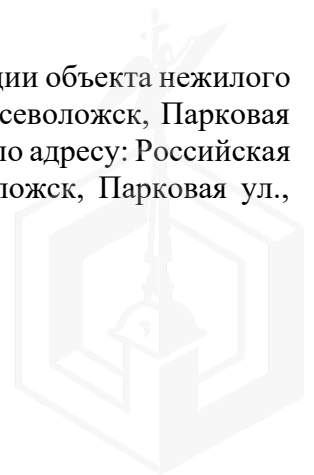 ции объекта нежилого
севоложск, Парковая
по адресу: Российская
ложск, Парковая ул.,